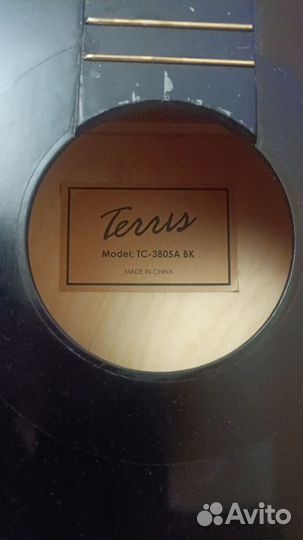 Terris
Model: TC-3805A BK
MADE IN CHINA
Avito